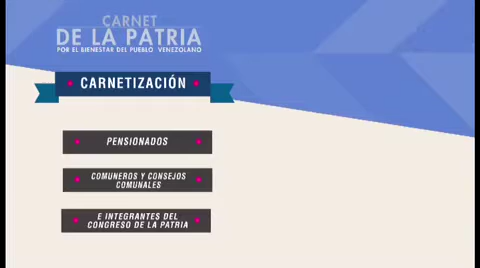 CARNET
DE LA PATRIA
POR EL BIENESTAR DEL PUEBLO VENEZOLANO
CARNETIZACIÓN
PENSIONADOS
COMUNEROS Y CONSEJOS
COMUNALES
E INTEGRANTES DEL
CONGRESO DE LA PATRIA